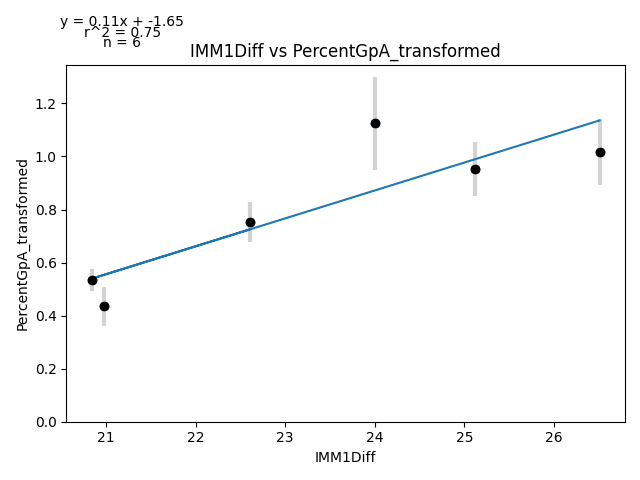 y = 0.11x + -1.65
r^2 = 0.75
n = 6
IMM1Diff vs PercentGpA_transformed
PercentGpA_transformed
1.2
1.0
0.8
0.6
0.4
0.2
0.0
21 22 23 24 25 26
IMM1Diff